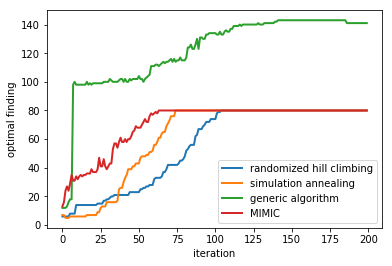 optimal finding
140
120
100
80
60
40
20
0
0 25 50 75 100 125 150 175 200
iteration
randomized hill climbing
simulation annealing
generic algorithm
MIMIC